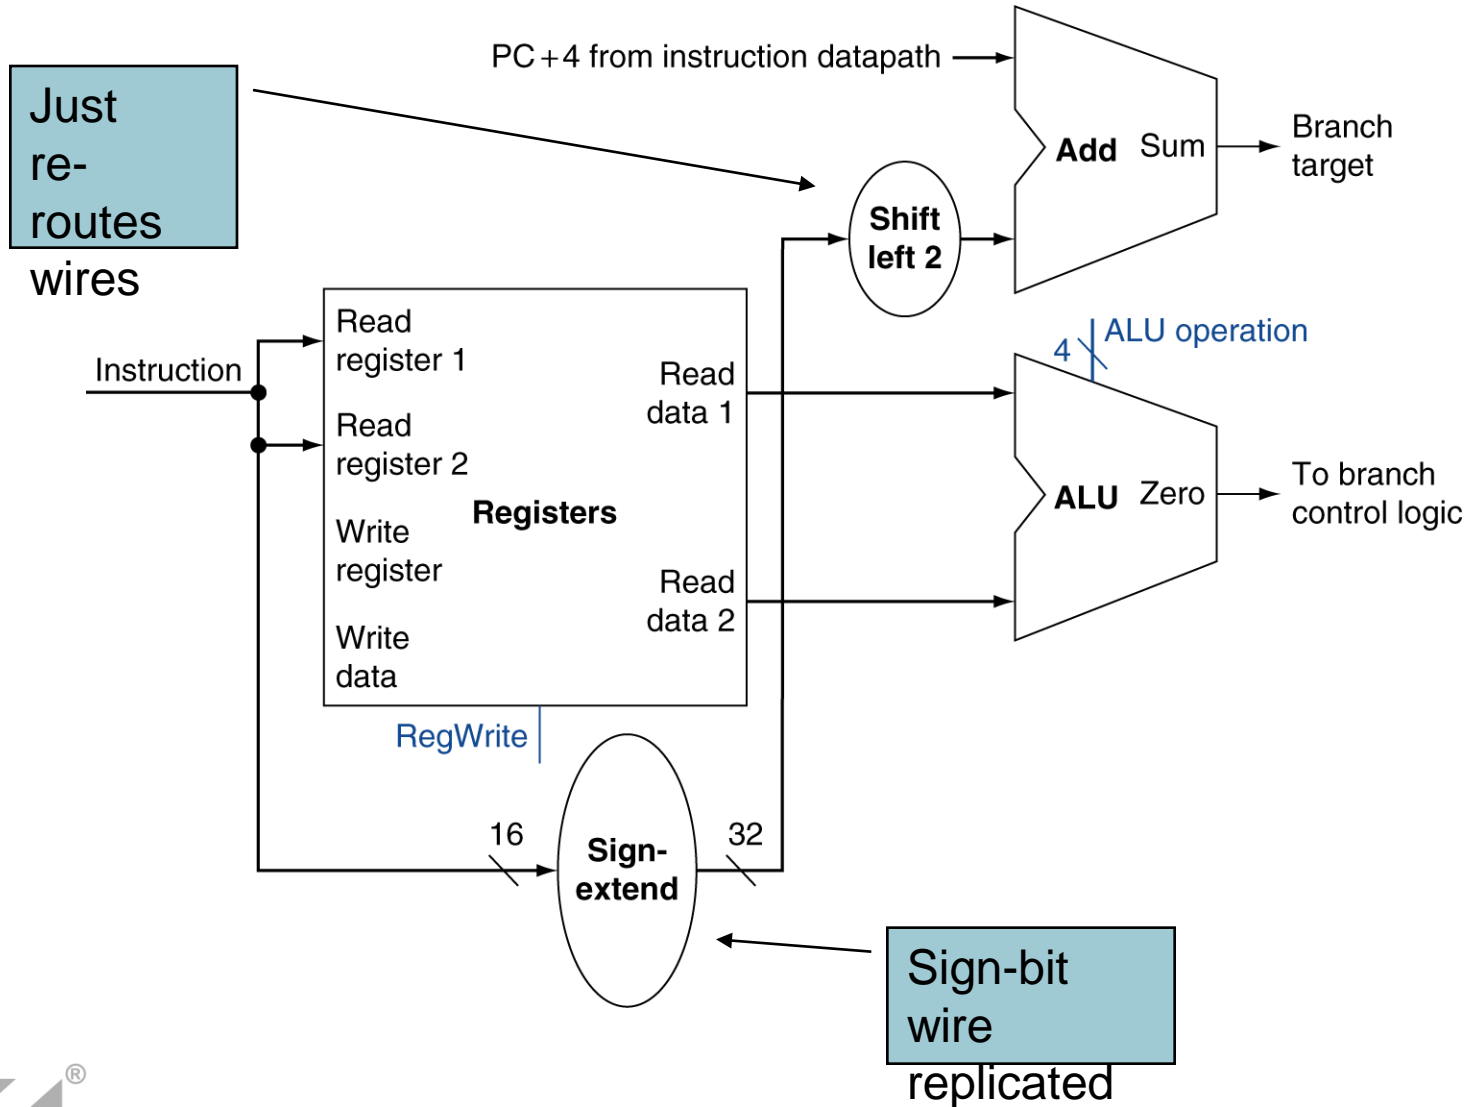 PC+4 from instruction datapath
Just
re-
routes
wires
Add Sum
Branch
target
Shift
left 2
Instruction
Read
register 1
Read
data 1
Read
register 2
Registers
Write
register
Read
data 2
Write
data
RegWrite
4
ALU operation
ALU Zero
To branch
control logic
16
Sign-
extend
32
Sign-bit
wire
replicated
®